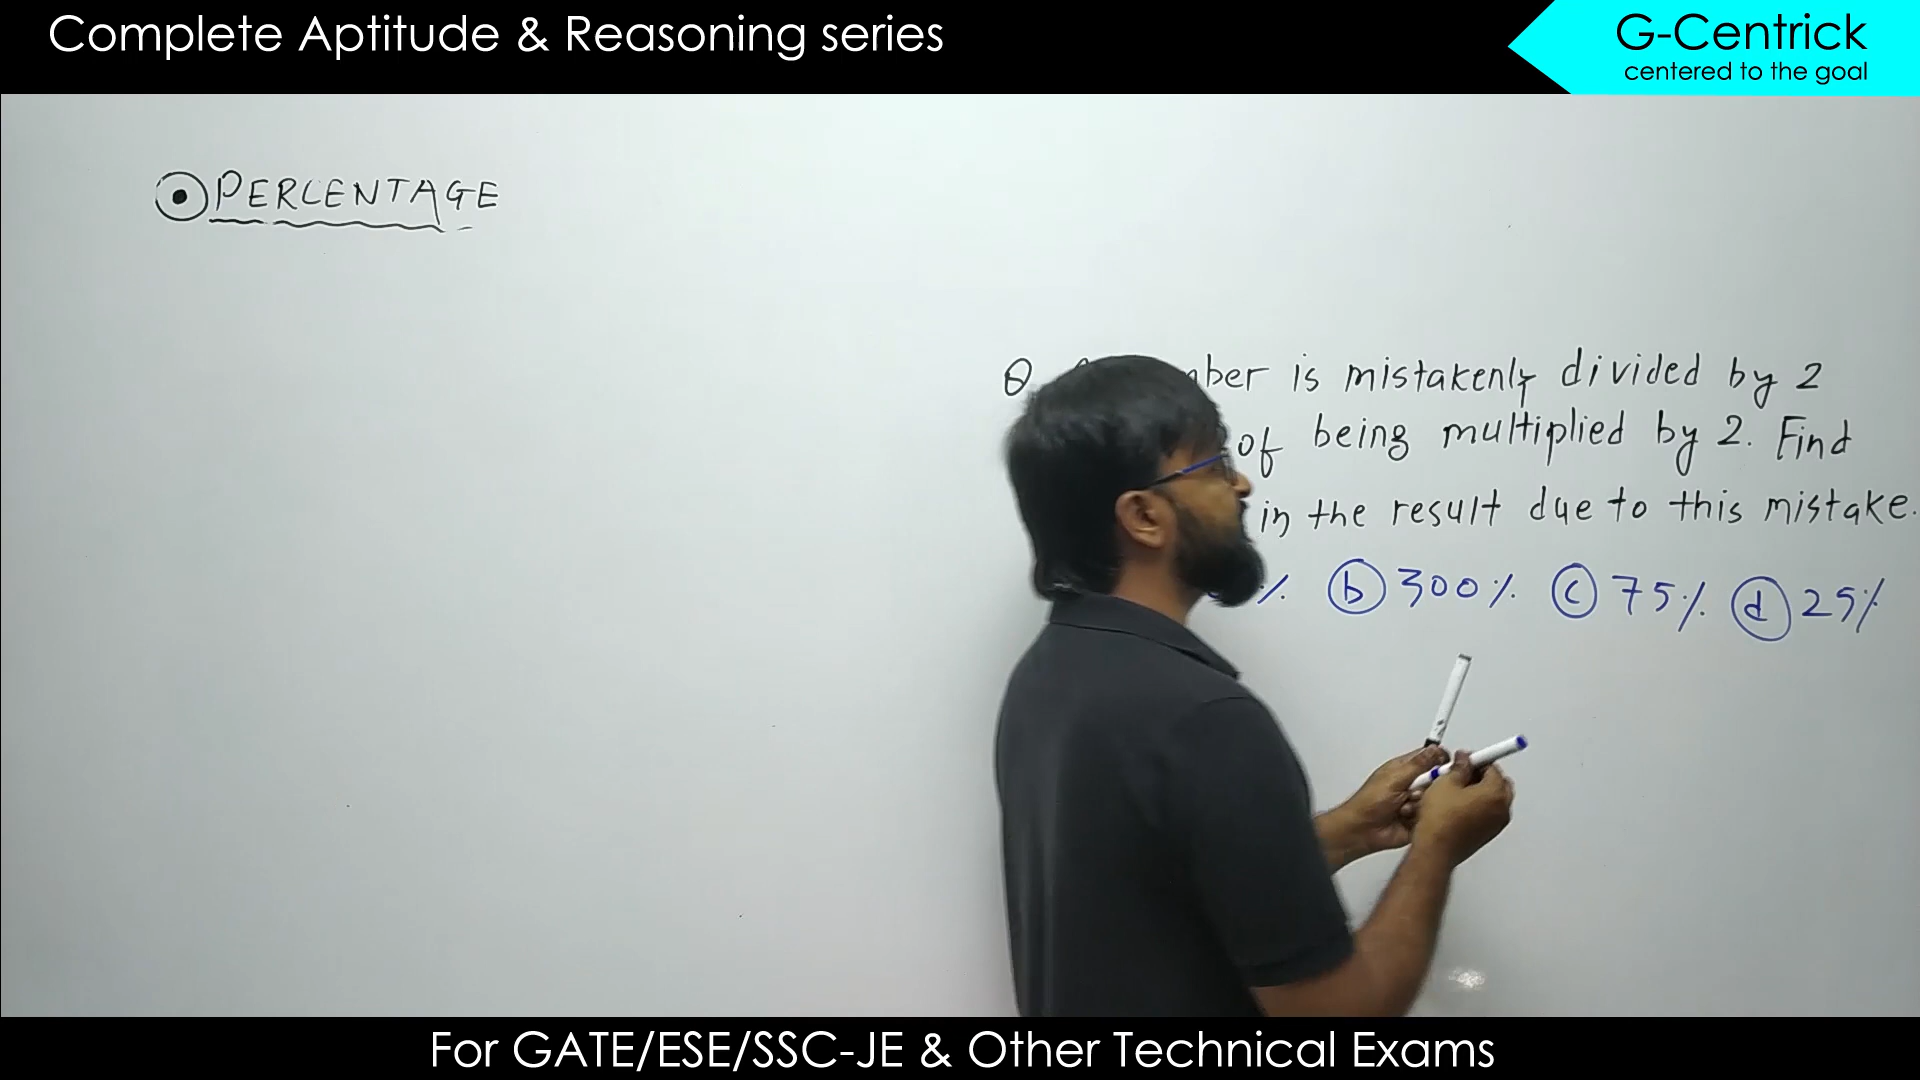 Complete Aptitude & Reasoning series
G-Centrick
centered to the goal
PERCENTAGE
Q. is mistakenly divided by 2
of being multiplied by 2. Find
in the result due to this mistake.
% (b) 300% (c) 75% (d) 25%
For GATE/ESE/SSC-JE & Other Technical Exams